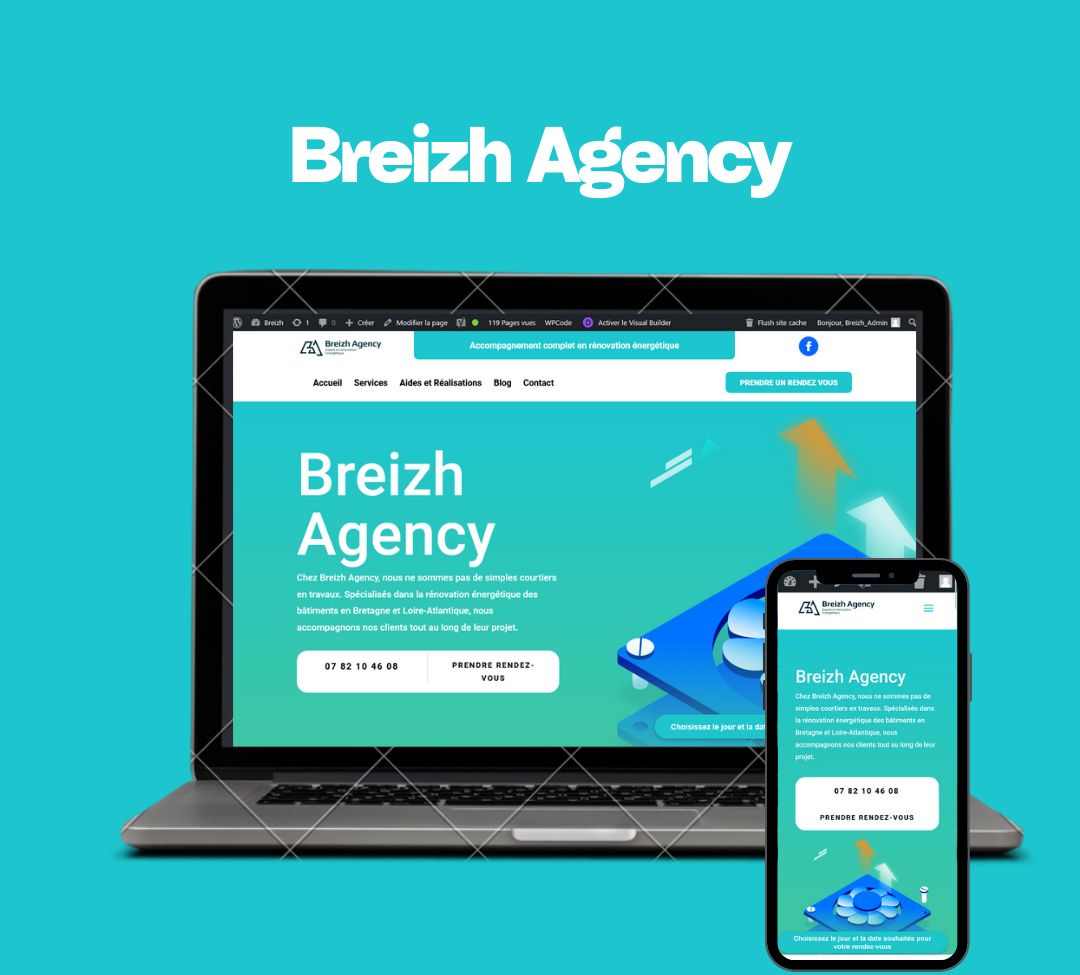 Breizh Agency
Breizh 1 0 Créer Modifier la page 119 Pages vues WPCode Activer le Visual Builder Flush site cache Bonjour, Breizh_Admin
Breizh Agency
Expert en rénovation
énergétique
Accompagnement complet en rénovation énergétique
Accueil Services Aides et Réalisations Blog Contact
PRENDRE UN RENDEZ VOUS
Breizh
Agency
Chez Breizh Agency, nous ne sommes pas de simples courtiers
en travaux. Spécialisés dans la rénovation énergétique des
bâtiments en Bretagne et Loire-Atlantique, nous
accompagnons nos clients tout au long de leur projet.
07 82 10 46 08
PRENDRE RENDEZ-
VOUS
Choisissez le jour et la dat
Breizh Agency
Breizh Agency
Chez Breizh Agency, nous ne sommes pas de
simples courtiers en travaux. Spécialisés dans
la rénovation énergétique des bâtiments en
Bretagne et Loire-Atlantique, nous
accompagnons nos clients tout au long de leur
projet.
07 82 10 46 08
PRENDRE RENDEZ-VOUS
Choisissez le jour et la date souhaités pour
votre rendez-vous